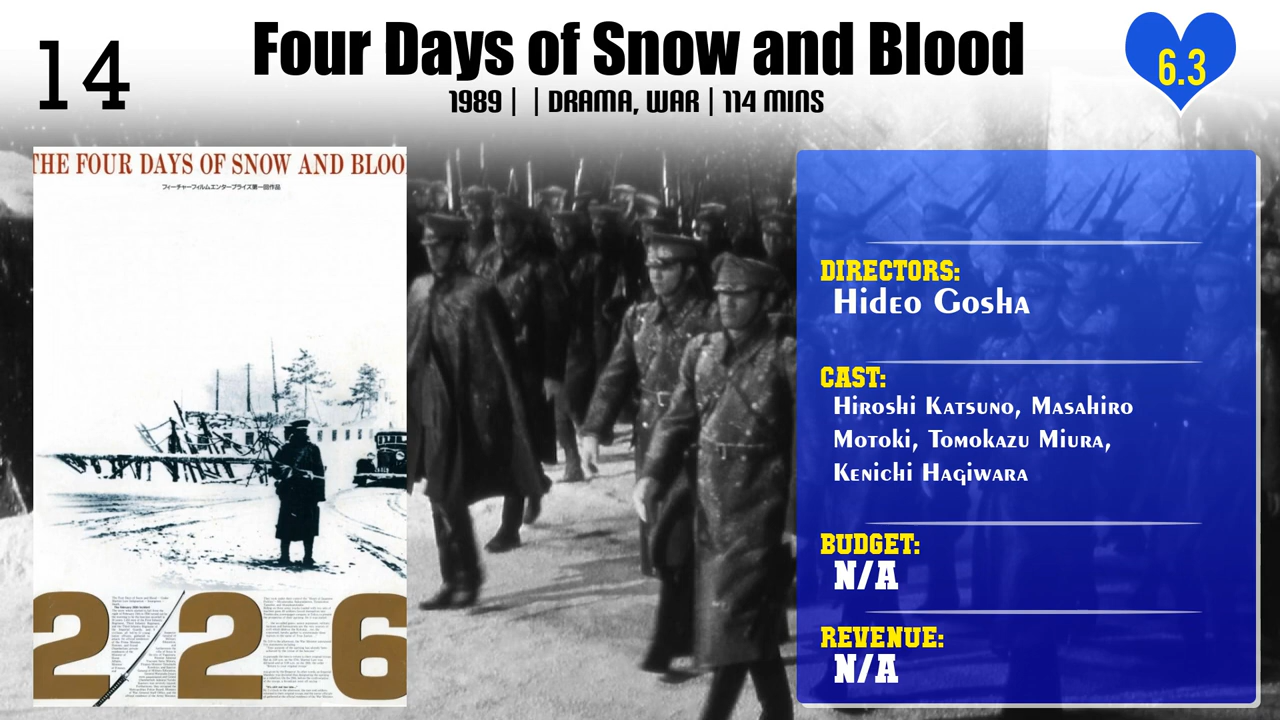 14
Four Days of Snow and Blood
1989 | | DRAMA, WAR | 114 MINS
6.3
THE FOUR DAYS OF SNOW AND BLOO
フィーチャーフィルムエンタープライズ第一回作品
226
DIRECTORS:
Hideo Gosha
CAST:
Hiroshi Katsuno, Masahiro
Motoki, Tomokazu Miura,
Kenichi Hagiwara
BUDGET:
N/A
REVENUE:
N/A